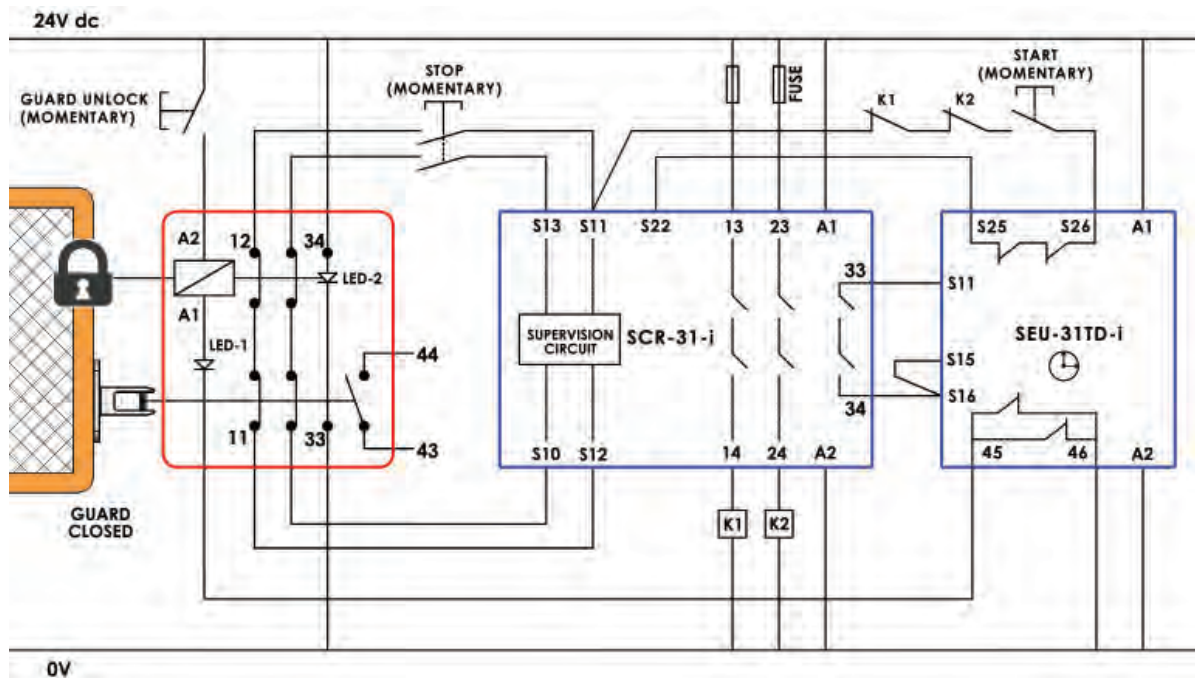 24V dc
GUARD UNLOCK
(MOMENTARY)
STOP
(MOMENTARY)
FUSE
START
(MOMENTARY)
K1
K2
A2
12
34
LED-2
A1
LED-1
44
11
33
43
GUARD
CLOSED
S13
S11
S22
13
23
A1
SUPERVISION
CIRCUIT
SCR-31-i
33
34
S10
S12
14
24
A2
K1
K2
S25
S26
A1
S11
SEU-31TD-i
S15
S16
45
46
A2
0V